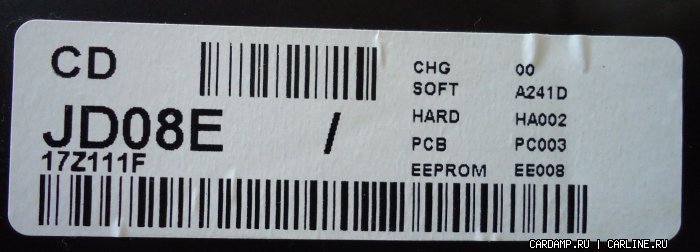 CD
CHG 00
SOFT A241D
JD08E /
HARD HA002
PCB PC003
17Z111F
EEPROM EE008
CARDAMP.RU | CARLINE.RU